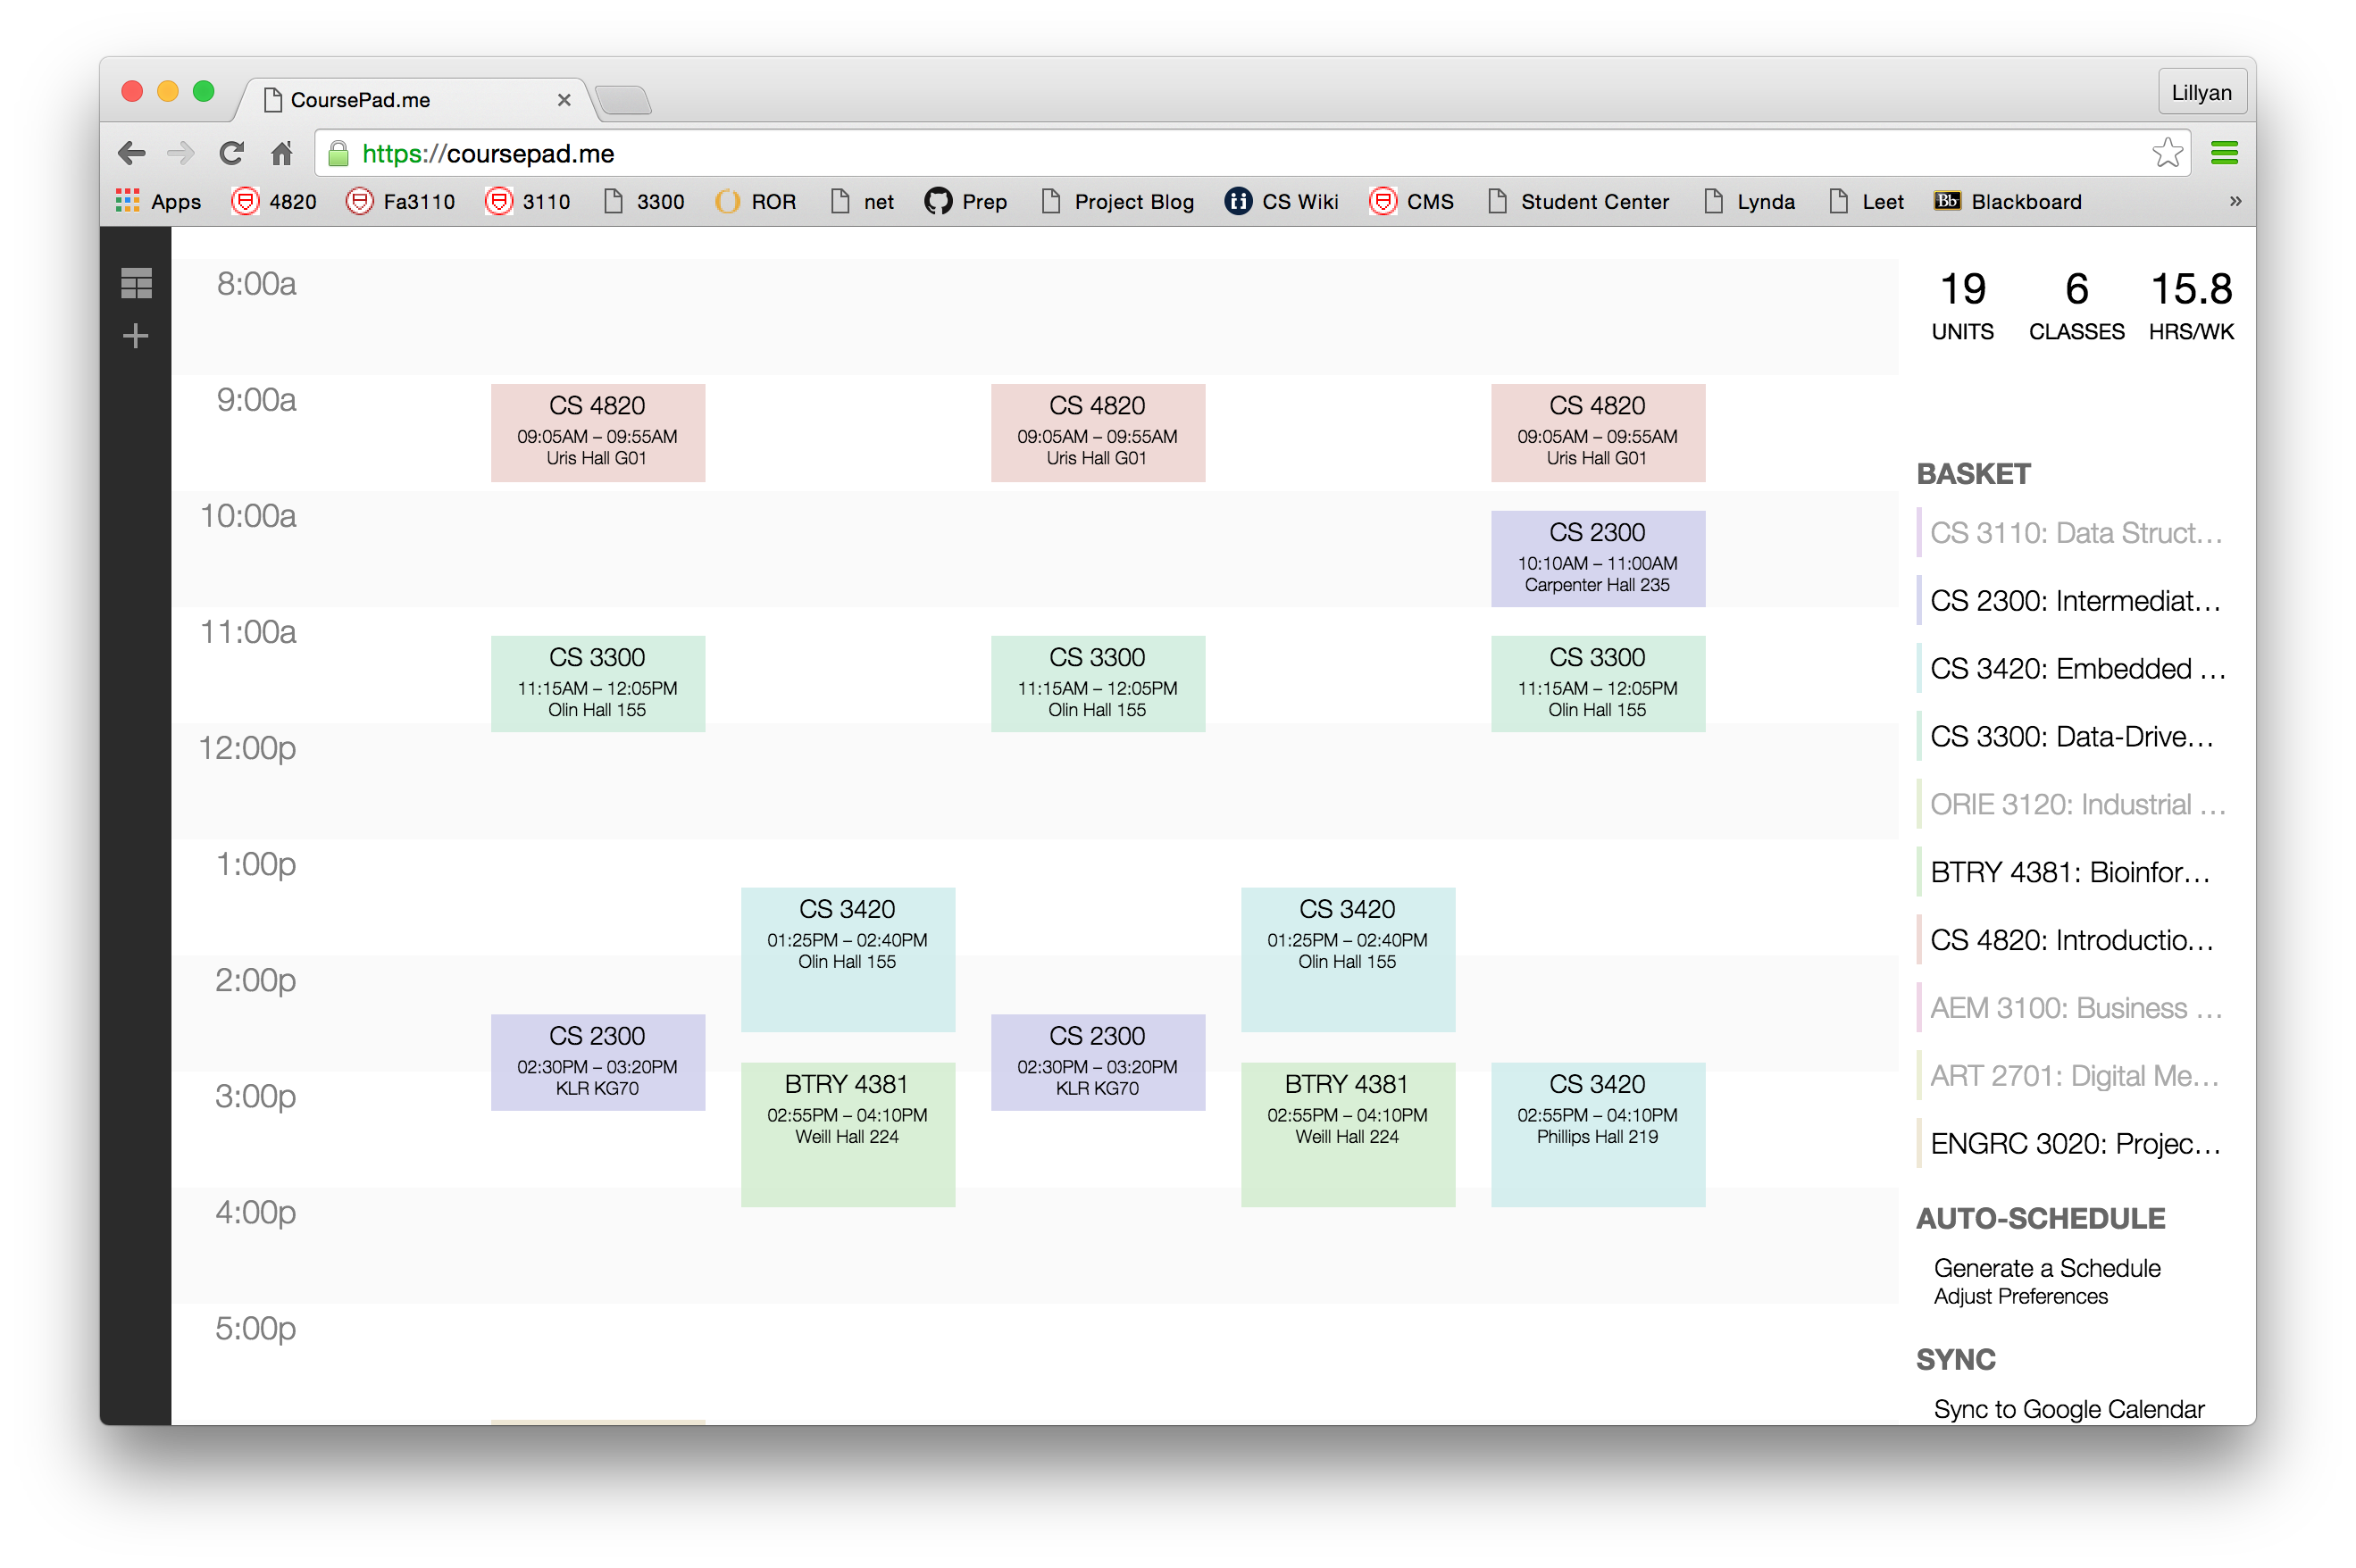 CoursePad.me
Lillyan
https://coursepad.me
Apps 4820 Fa3110 3110 3300 ROR net Prep Project Blog CS Wiki CMS Student Center Lynda Leet Bb Blackboard »
8:00a
9:00a
10:00a
11:00a
12:00p
1:00p
2:00p
3:00p
4:00p
5:00p
CS 4820
09:05AM – 09:55AM
Uris Hall G01
CS 4820
09:05AM – 09:55AM
Uris Hall G01
CS 4820
09:05AM – 09:55AM
Uris Hall G01
CS 2300
10:10AM – 11:00AM
Carpenter Hall 235
CS 3300
11:15AM – 12:05PM
Olin Hall 155
CS 3300
11:15AM – 12:05PM
Olin Hall 155
CS 3300
11:15AM – 12:05PM
Olin Hall 155
CS 3420
01:25PM – 02:40PM
Olin Hall 155
CS 3420
01:25PM – 02:40PM
Olin Hall 155
CS 2300
02:30PM – 03:20PM
KLR KG70
CS 2300
02:30PM – 03:20PM
KLR KG70
BTRY 4381
02:55PM – 04:10PM
Weill Hall 224
BTRY 4381
02:55PM – 04:10PM
Weill Hall 224
CS 3420
02:55PM – 04:10PM
Phillips Hall 219
19 6 15.8
UNITS CLASSES HRS/WK
BASKET
CS 3110: Data Struct...
CS 2300: Intermediat...
CS 3420: Embedded ...
CS 3300: Data-Drive...
ORIE 3120: Industrial ...
BTRY 4381: Bioinfor...
CS 4820: Introductio...
AEM 3100: Business ...
ART 2701: Digital Me...
ENGRC 3020: Projec...
AUTO-SCHEDULE
Generate a Schedule
Adjust Preferences
SYNC
Sync to Google Calendar